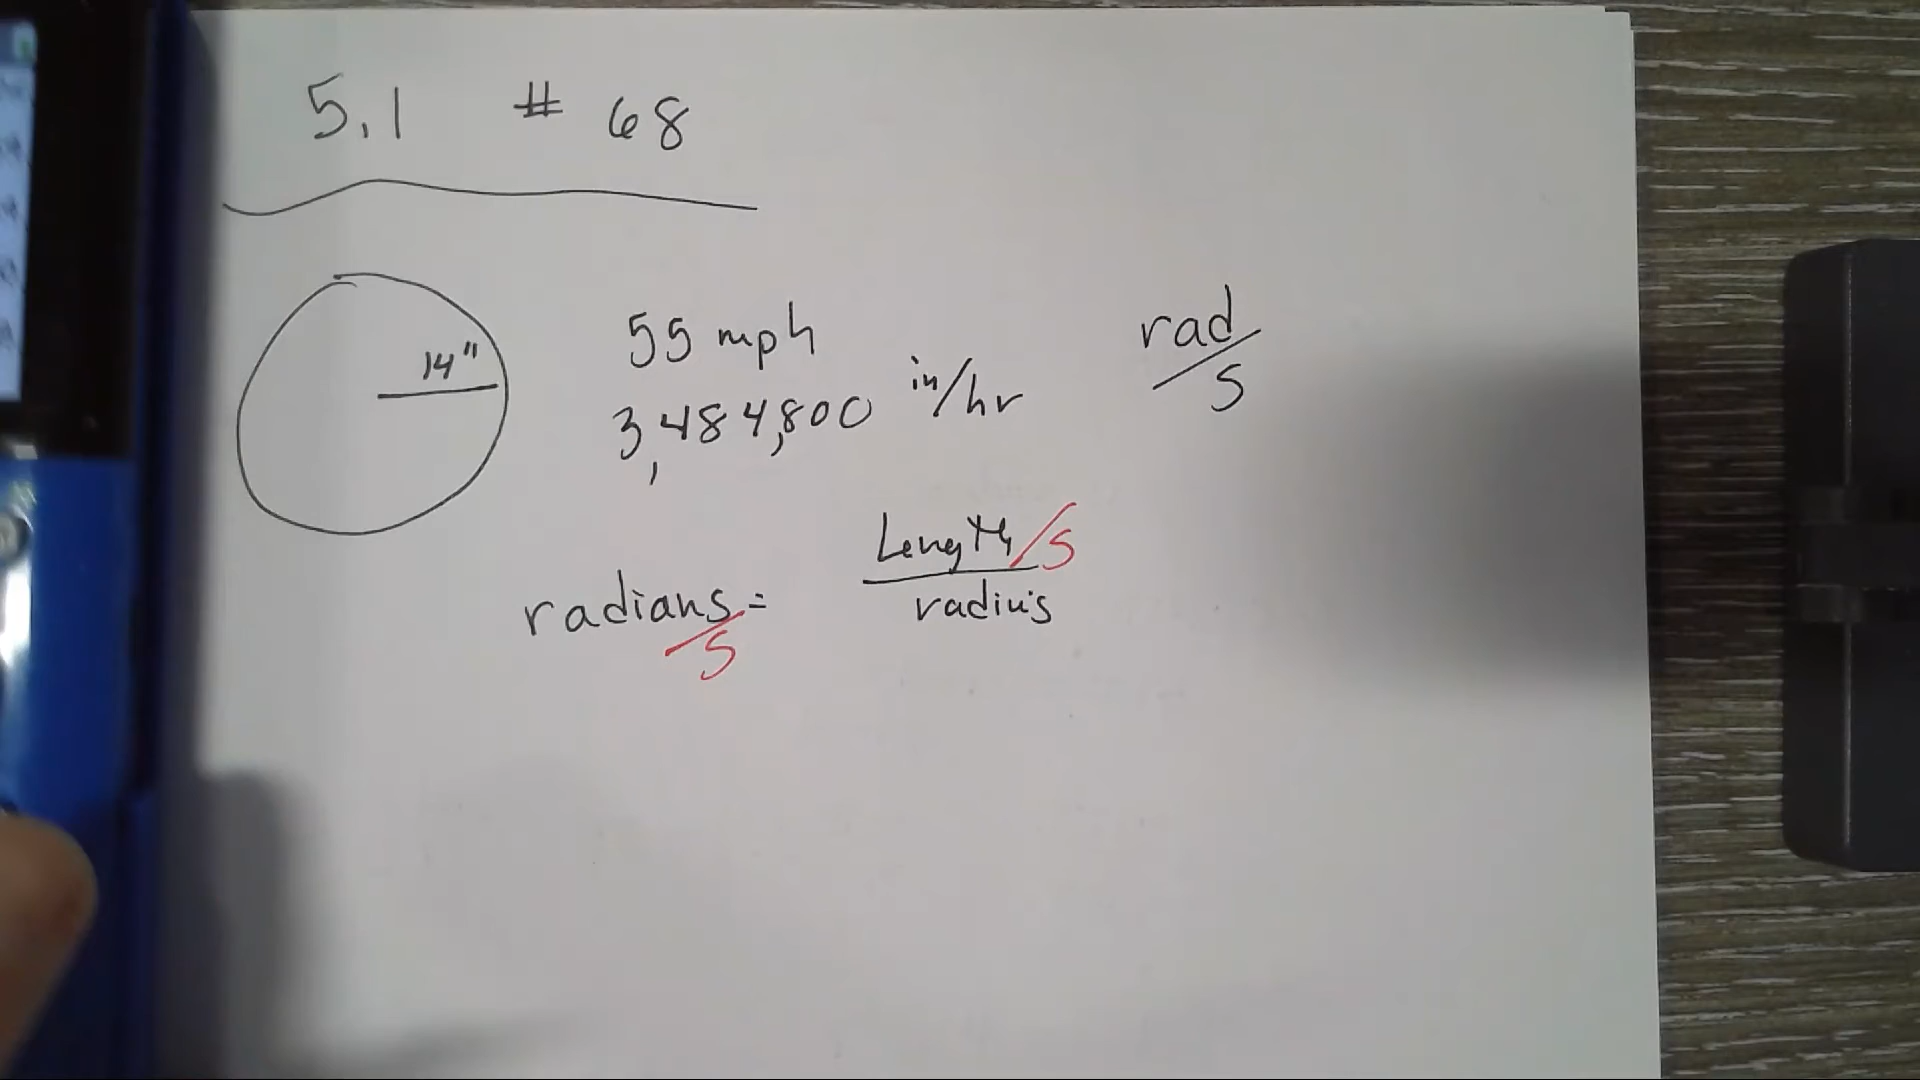 5.1 # 68
14"
55 mph
3,484,800 in/hr
rad/s
radians/s = Length/s
radius